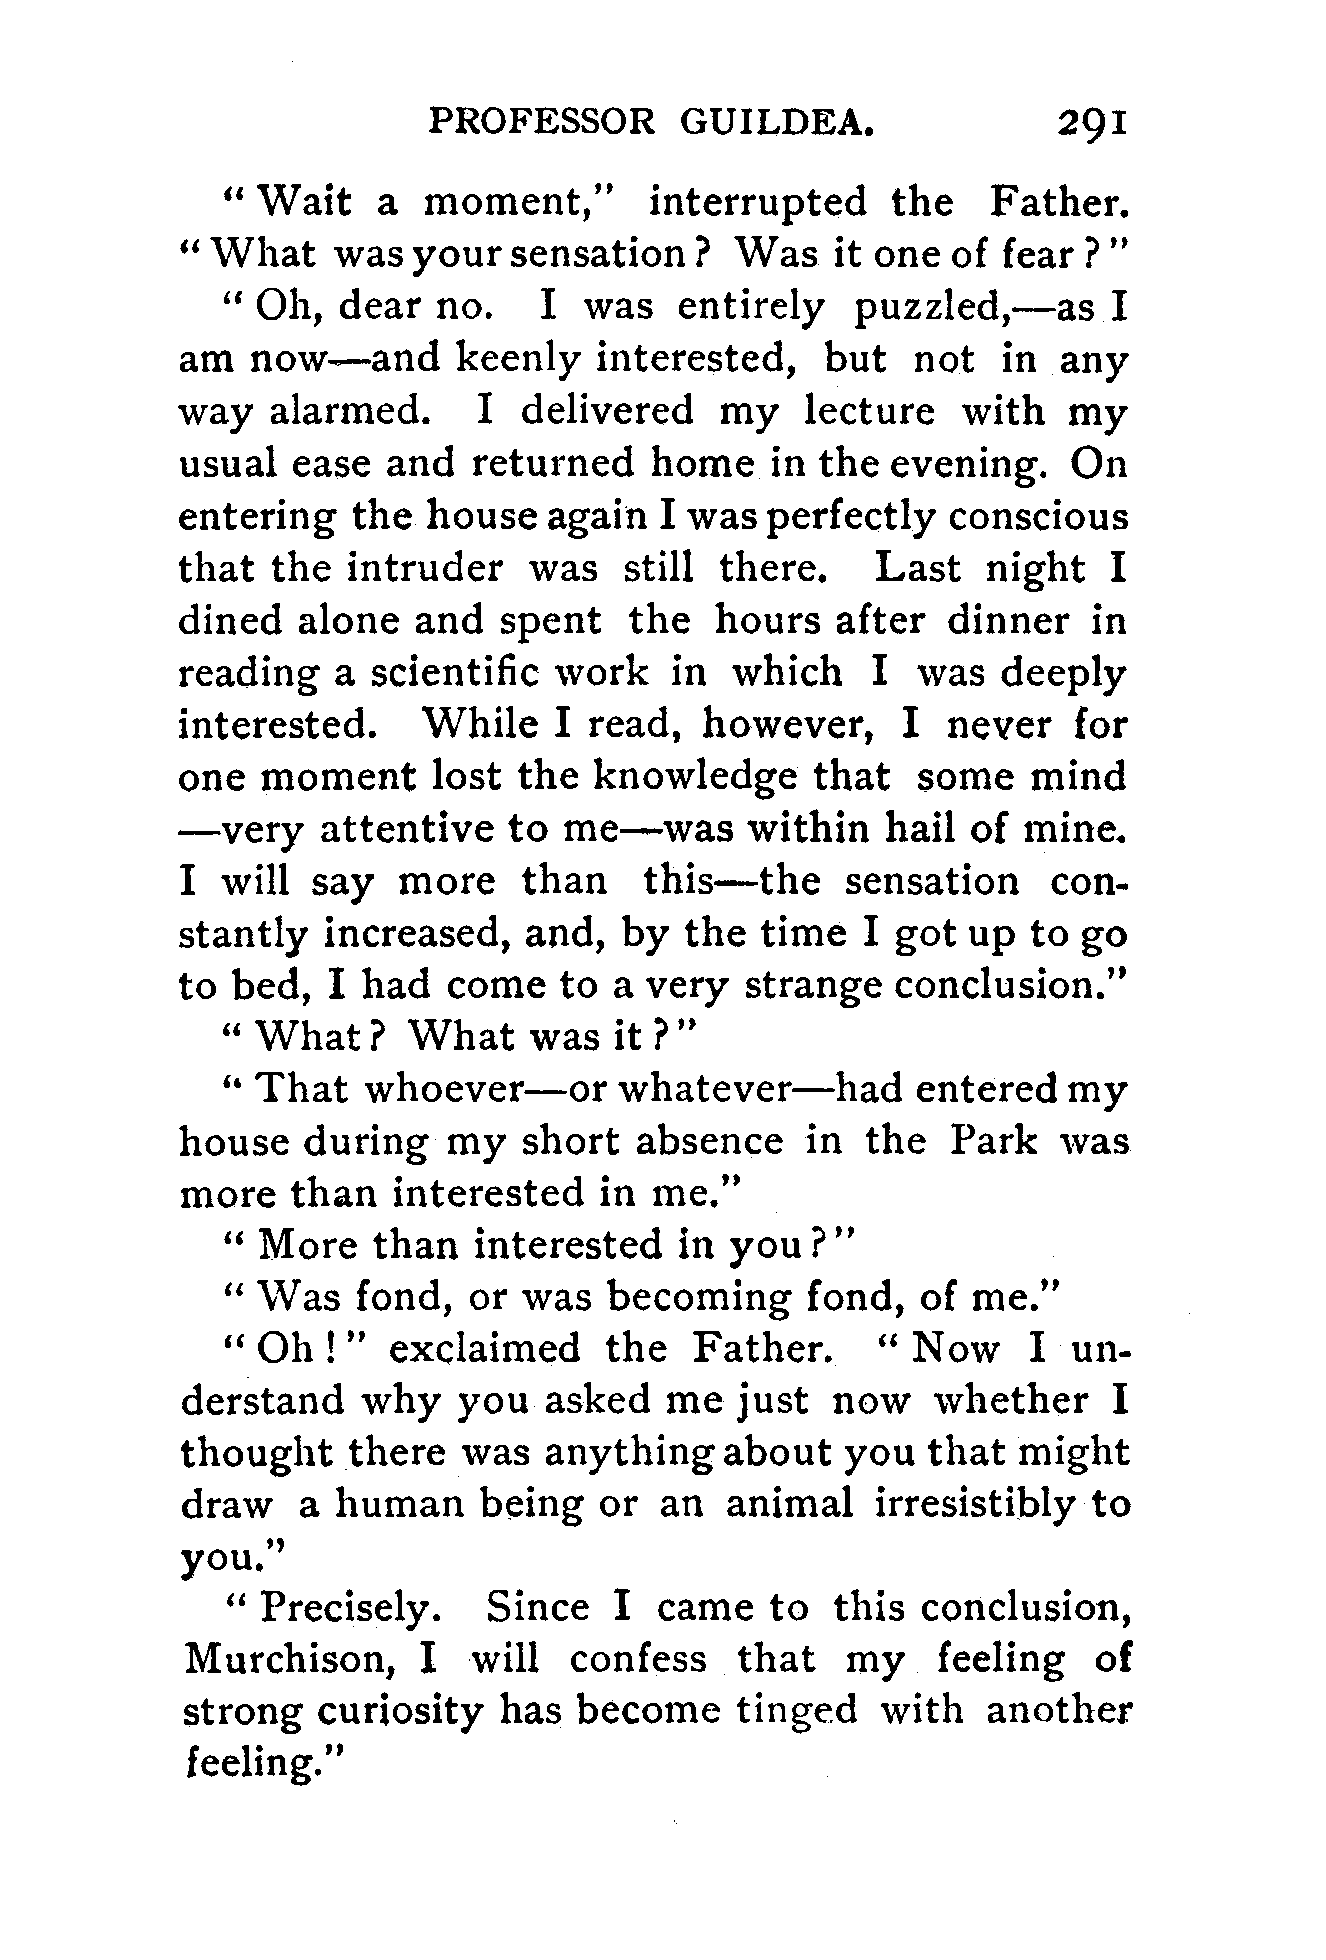 PROFESSOR GUILDEA. 291
“ Wait a moment,” interrupted the Father.
“ What was your sensation ? Was it one of fear ? ”
“ Oh, dear no. I was entirely puzzled,—as I
am now—and keenly interested, but not in any
way alarmed. I delivered my lecture with my
usual ease and returned home in the evening. On
entering the house again I was perfectly conscious
that the intruder was still there. Last night I
dined alone and spent the hours after dinner in
reading a scientific work in which I was deeply
interested. While I read, however, I never for
one moment lost the knowledge that some mind
—very attentive to me—was within hail of mine.
I will say more than this—the sensation con-
stantly increased, and, by the time I got up to go
to bed, I had come to a very strange conclusion.”
“ What ? What was it ? ”
“ That whoever—or whatever—had entered my
house during my short absence in the Park was
more than interested in me.”
“ More than interested in you ? ”
“ Was fond, or was becoming fond, of me.”
“ Oh ! ” exclaimed the Father. “ Now I un-
derstand why you asked me just now whether I
thought there was anything about you that might
draw a human being or an animal irresistibly to
you.”
“ Precisely. Since I came to this conclusion,
Murchison, I will confess that my feeling of
strong curiosity has become tinged with another
feeling.”